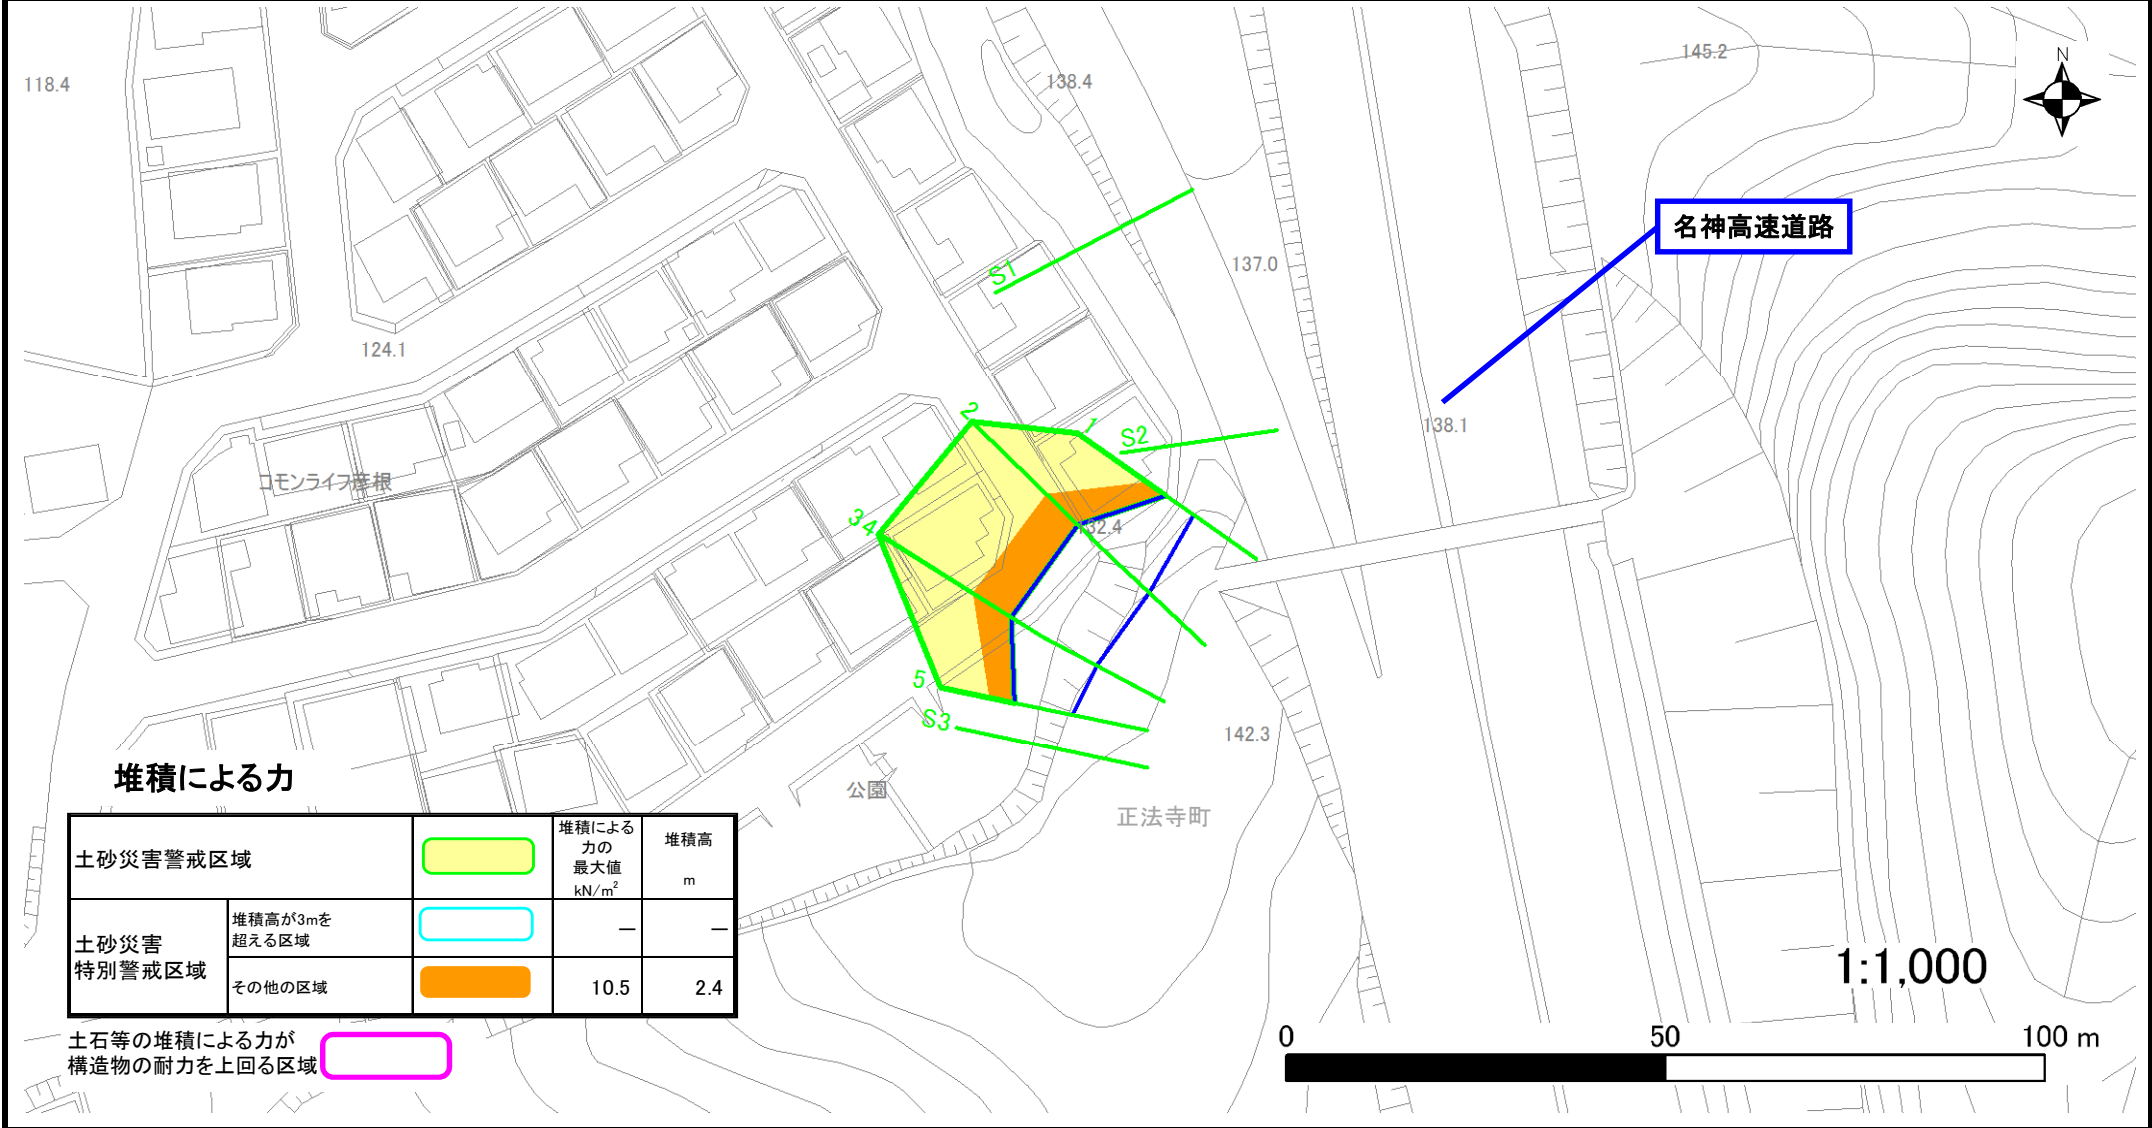 118.4
138.4
145.2
N
名神高速道路
137.0
S1
124.1
138.1
2
1
S2
コモンライフ彦根
3 4
132.4
5
S3
142.3
公園
正法寺町
堆積による力
土砂災害警戒区域
堆積による
力の
最大値
kN/m²
堆積高
m
土砂災害
特別警戒区域
堆積高が3mを
超える区域
－
－
その他の区域
10.5
2.4
土石等の堆積による力が
構造物の耐力を上回る区域
1:1,000
0
50
100 m